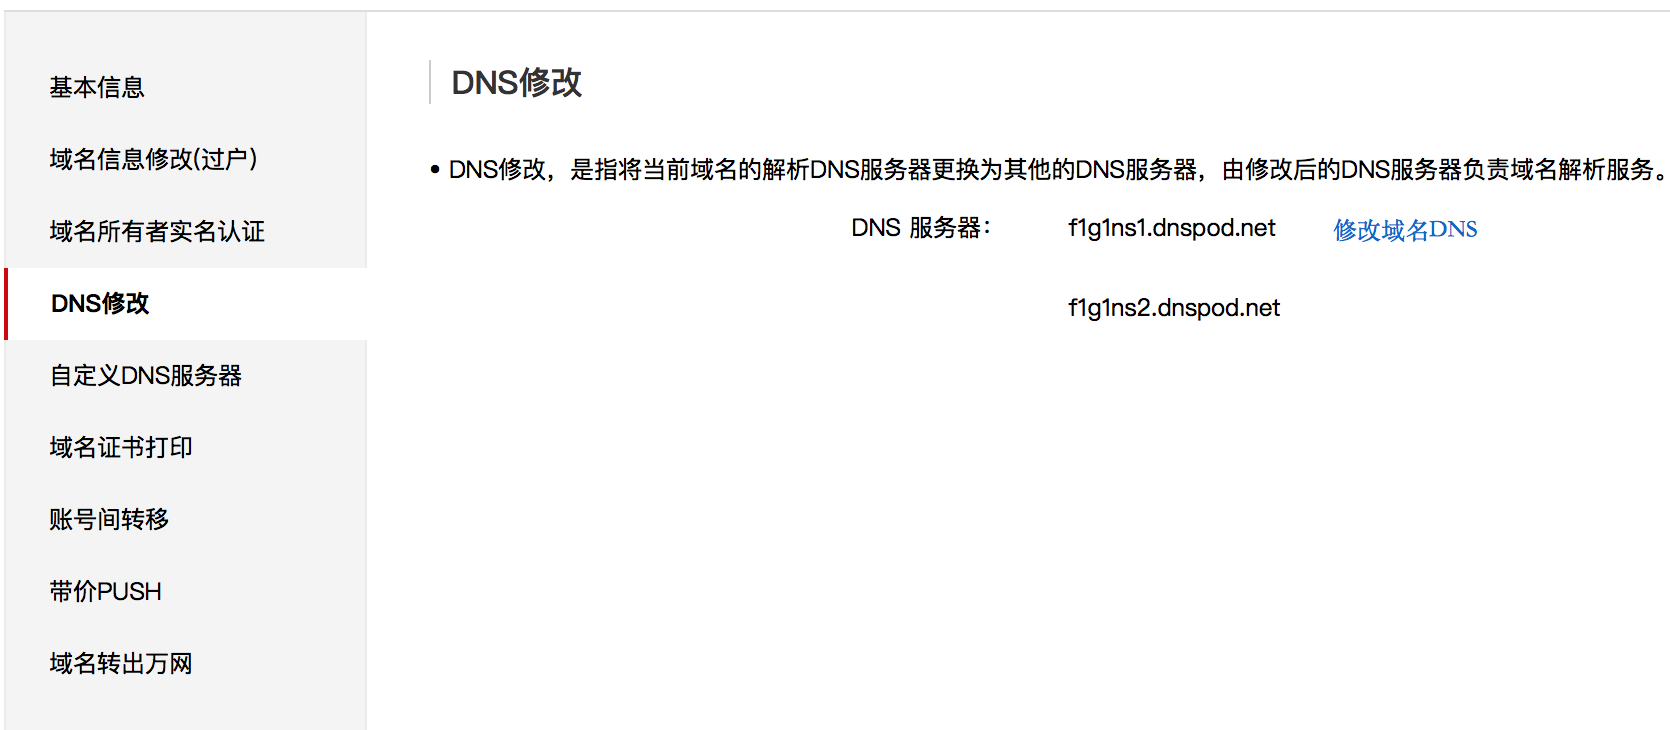 基本信息
域名信息修改(过户)
域名所有者实名认证
DNS修改
自定义DNS服务器
域名证书打印
账号间转移
带价PUSH
域名转出万网
DNS修改
• DNS修改，是指将当前域名的解析DNS服务器更换为其他的DNS服务器，由修改后的DNS服务器负责域名解析服务。
DNS 服务器： f1g1ns1.dnspod.net 修改域名DNS
f1g1ns2.dnspod.net